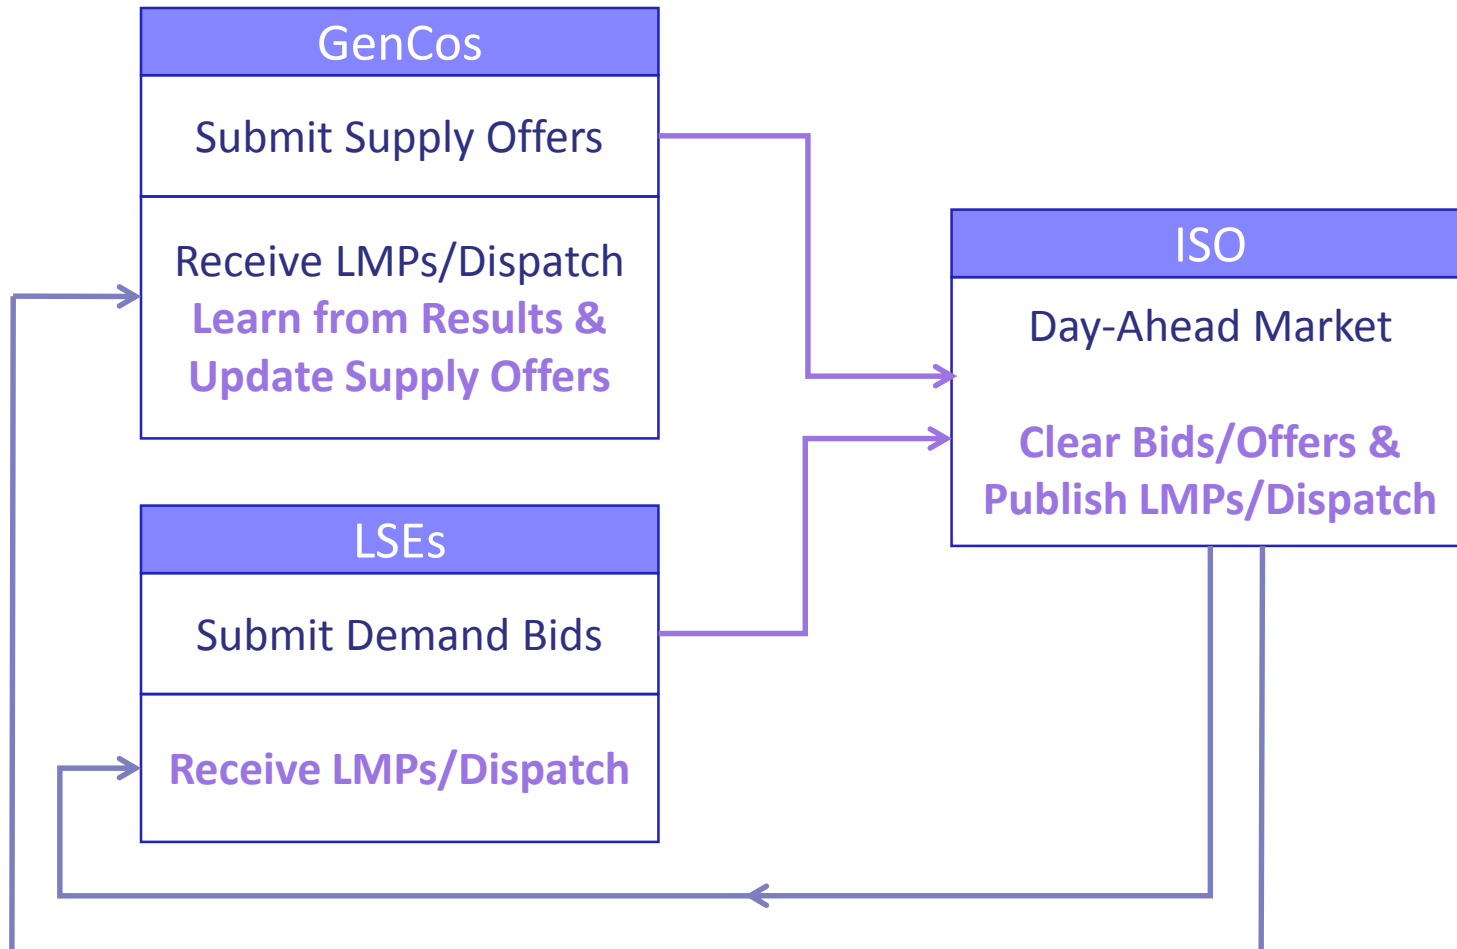 GenCos
Submit Supply Offers
Receive LMPs/Dispatch
Learn from Results &
Update Supply Offers
LSEs
Submit Demand Bids
Receive LMPs/Dispatch
ISO
Day-Ahead Market
Clear Bids/Offers &
Publish LMPs/Dispatch